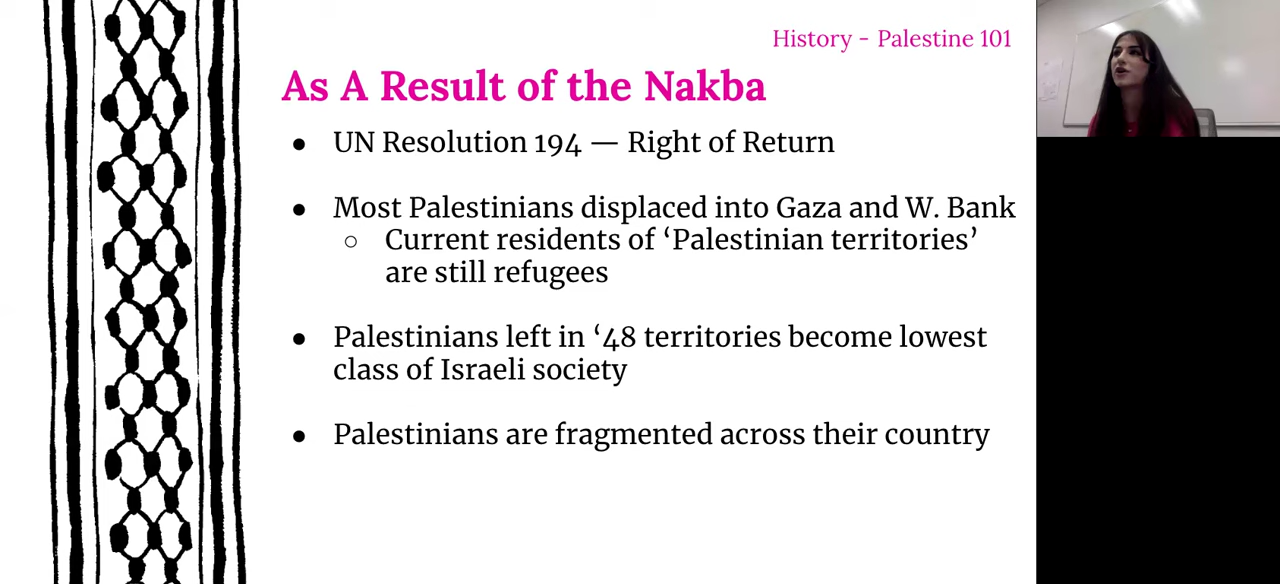 History - Palestine 101
As A Result of the Nakba
● UN Resolution 194 — Right of Return
● Most Palestinians displaced into Gaza and W. Bank
○ Current residents of ‘Palestinian territories’
are still refugees
● Palestinians left in ‘48 territories become lowest
class of Israeli society
● Palestinians are fragmented across their country